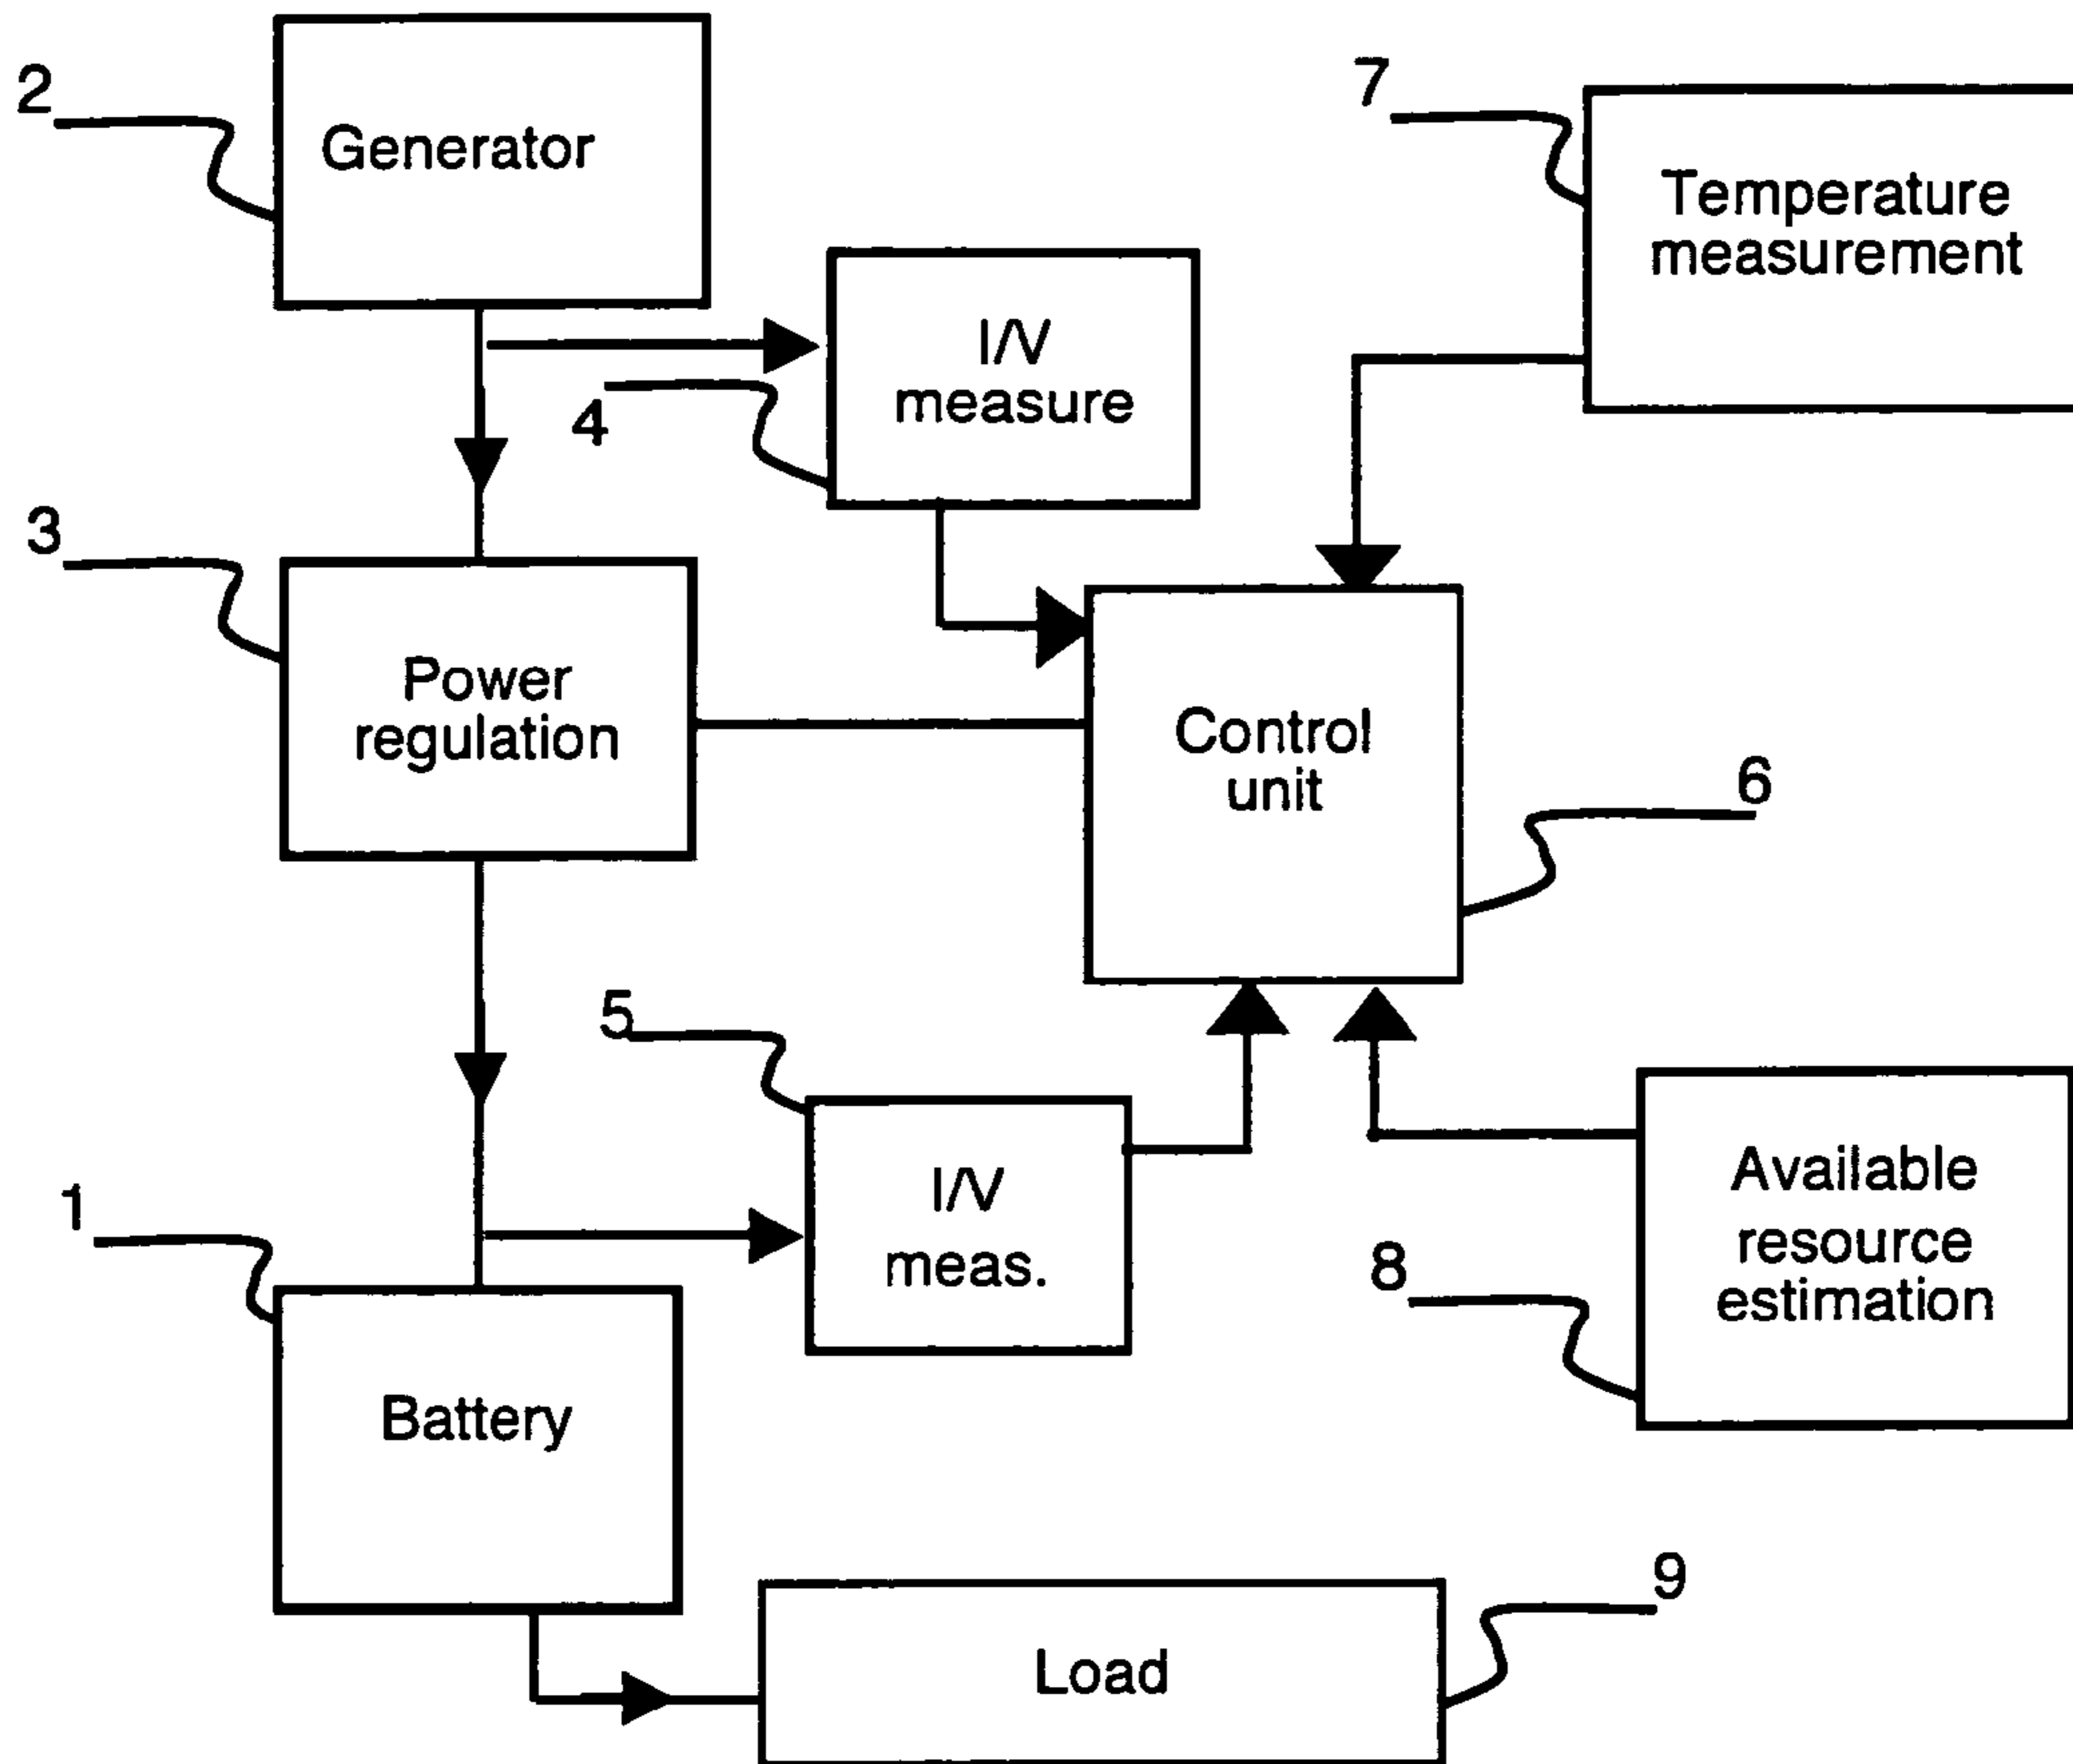 2
Generator
7
Temperature
measurement
I/V
measure
4
3
Power
regulation
Control
unit
6
5
I/V
meas.
1
Available
resource
estimation
8
Battery
9
Load